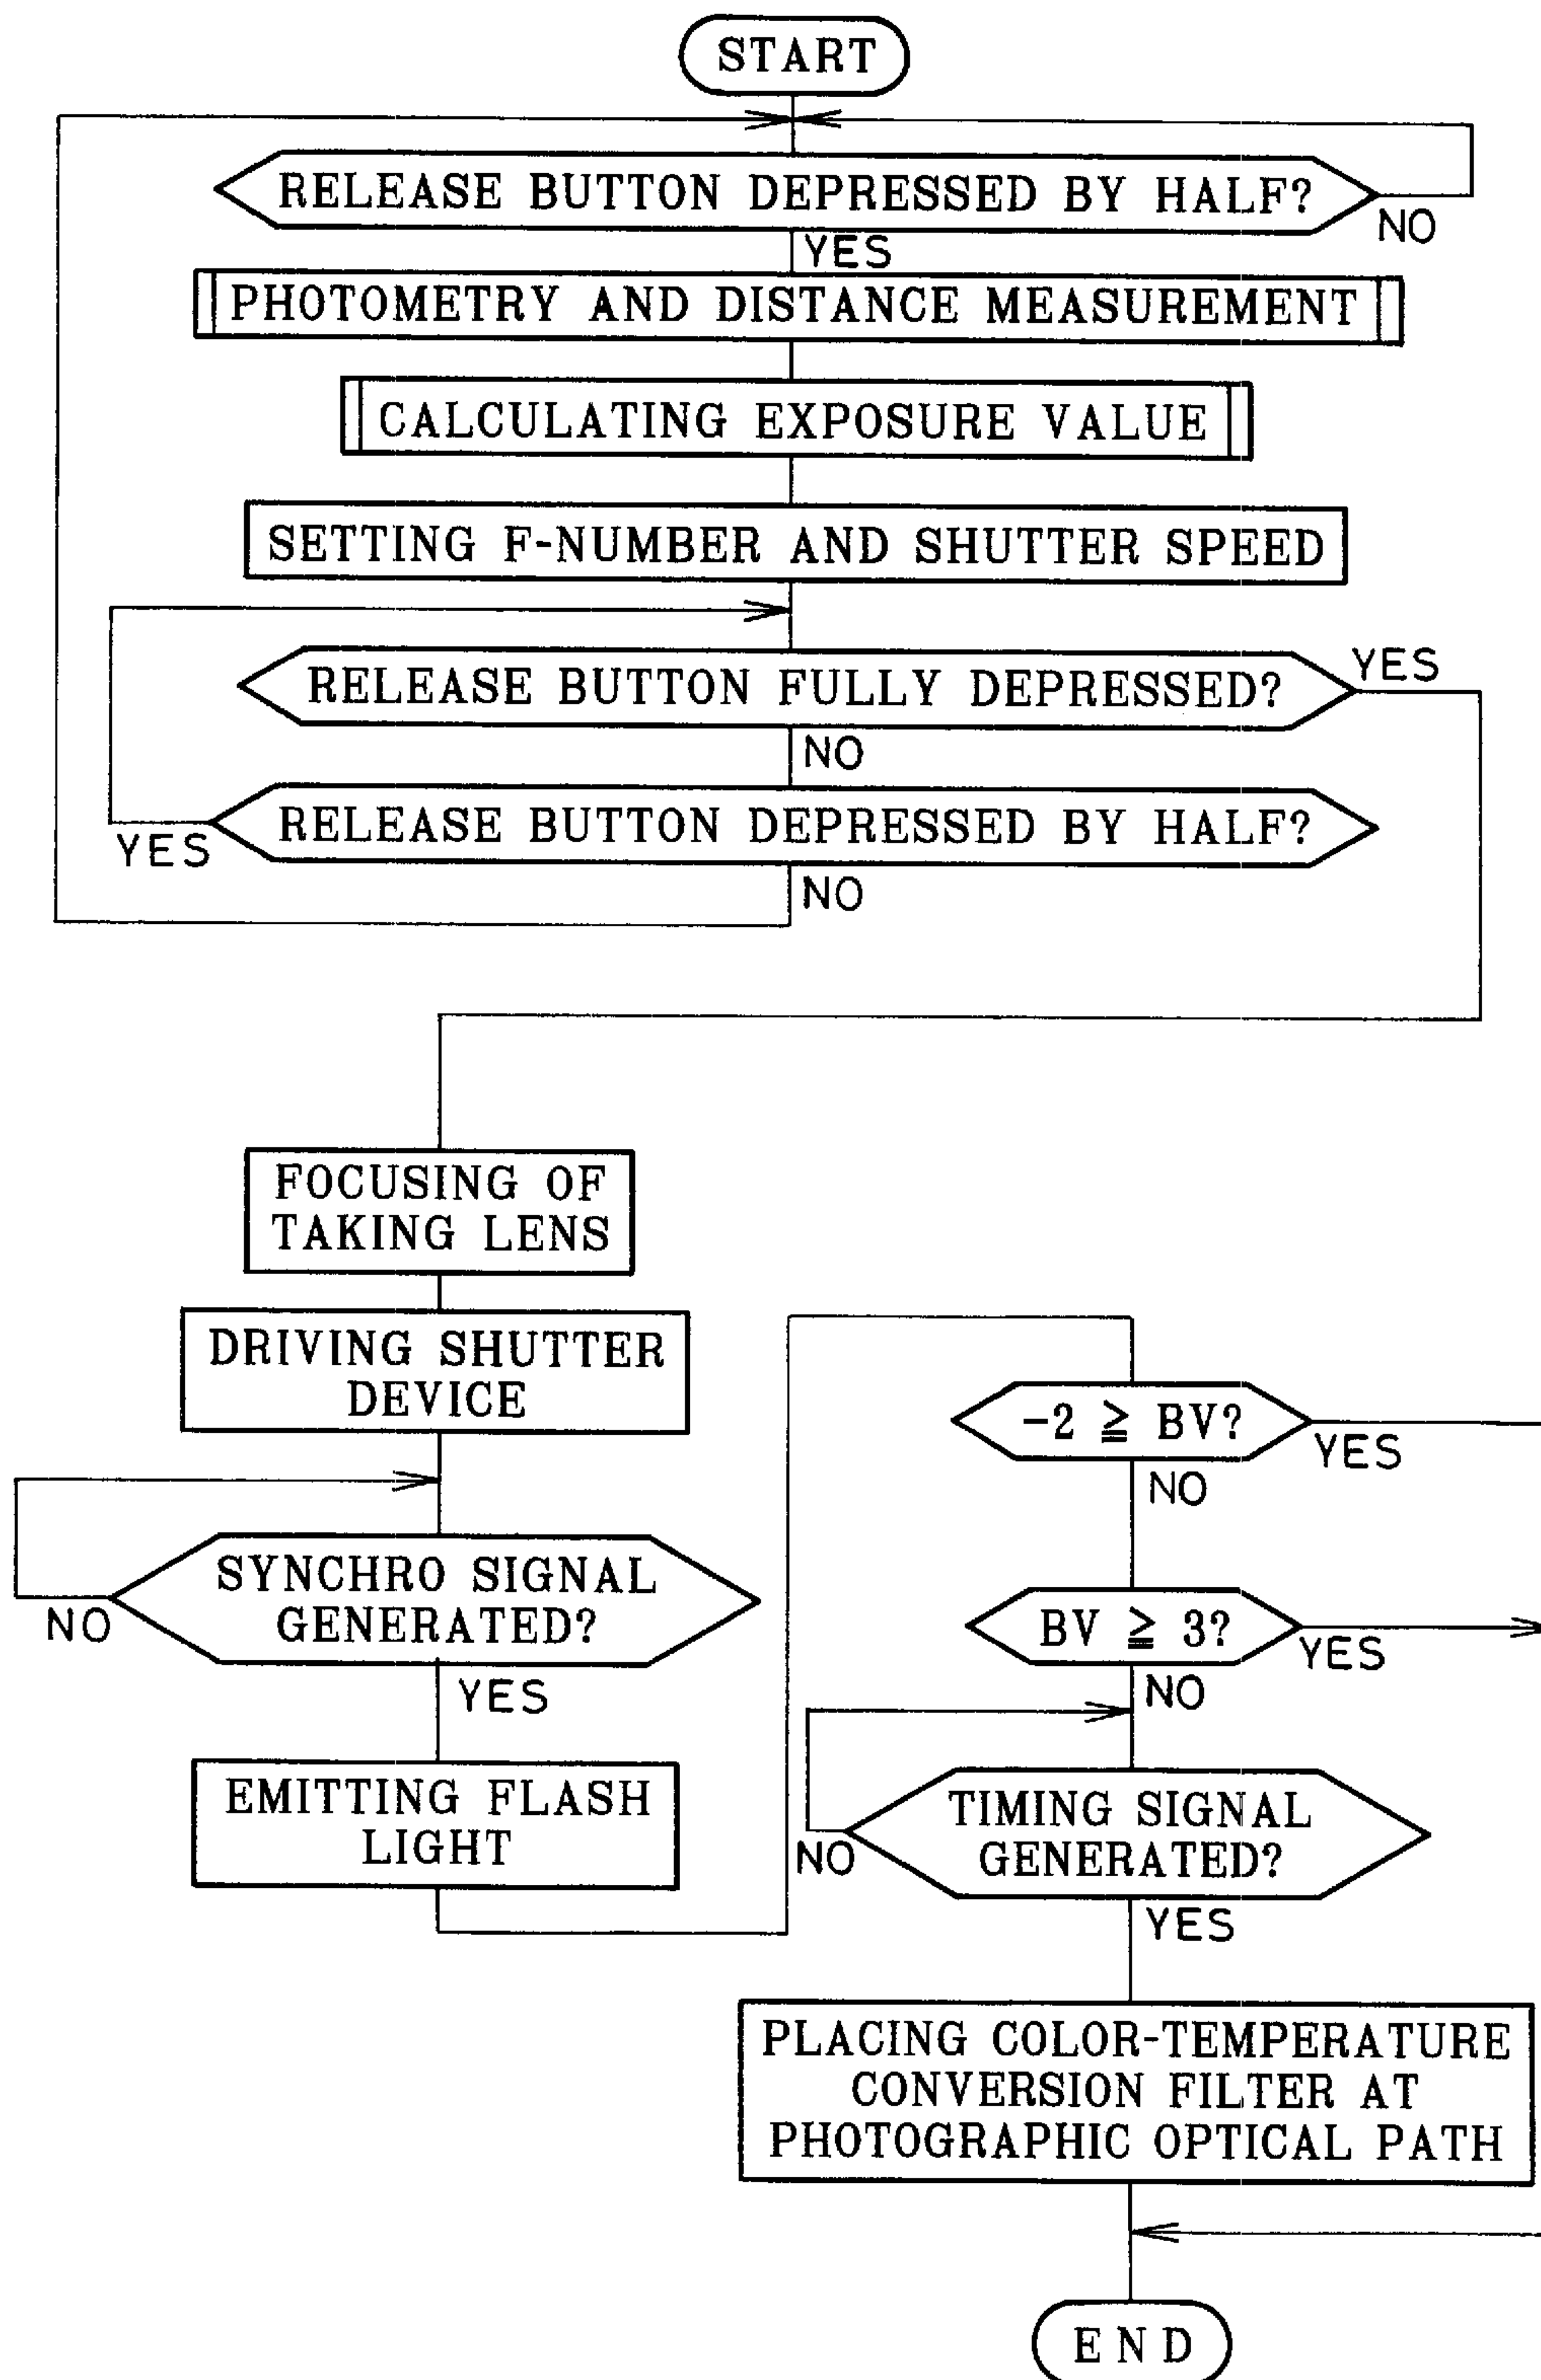 START
RELEASE BUTTON DEPRESSED BY HALF?
NO
YES
PHOTOMETRY AND DISTANCE MEASUREMENT
CALCULATING EXPOSURE VALUE
SETTING F-NUMBER AND SHUTTER SPEED
RELEASE BUTTON FULLY DEPRESSED?
YES
NO
RELEASE BUTTON DEPRESSED BY HALF?
YES
NO
FOCUSING OF
TAKING LENS
DRIVING SHUTTER
DEVICE
SYNCHRO SIGNAL
GENERATED?
NO
YES
EMITTING FLASH
LIGHT
-2 ≧ BV?
YES
NO
BV ≧ 3?
YES
NO
TIMING SIGNAL
GENERATED?
NO
YES
PLACING COLOR-TEMPERATURE
CONVERSION FILTER AT
PHOTOGRAPHIC OPTICAL PATH
END